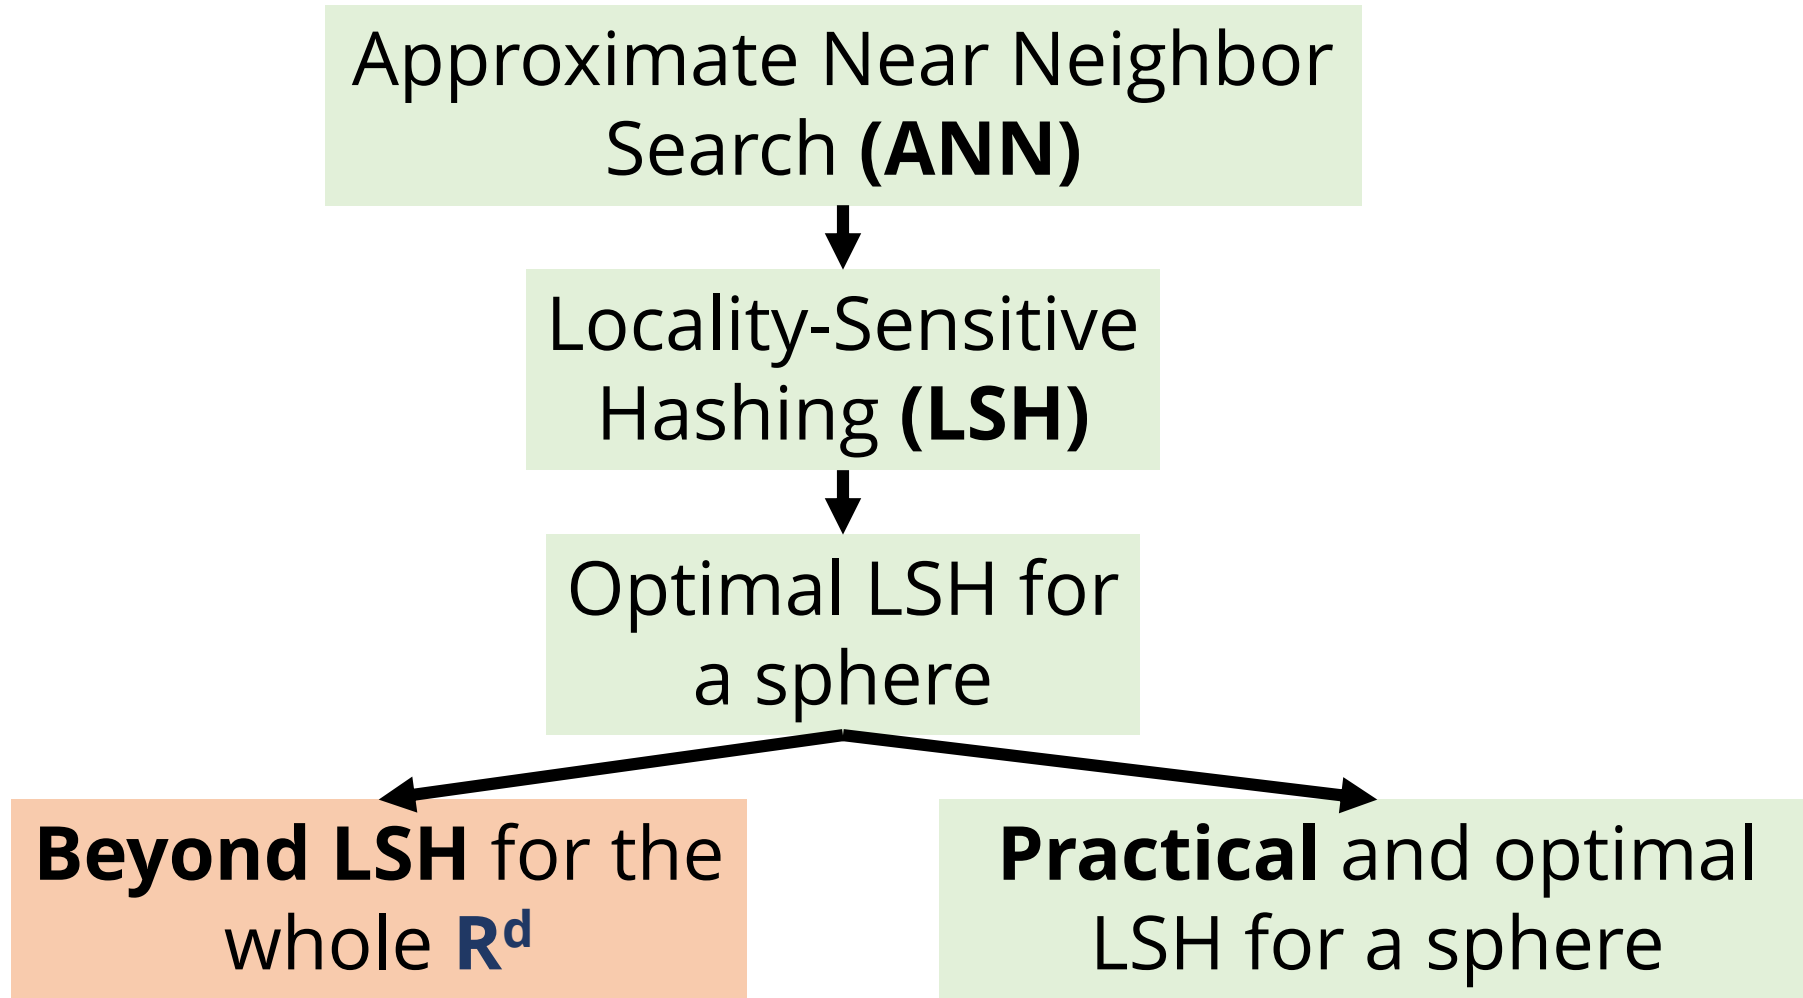 Approximate Near Neighbor
Search (ANN)
Locality-Sensitive
Hashing (LSH)
Optimal LSH for
a sphere
Beyond LSH for the
whole Rᵈ
Practical and optimal
LSH for a sphere